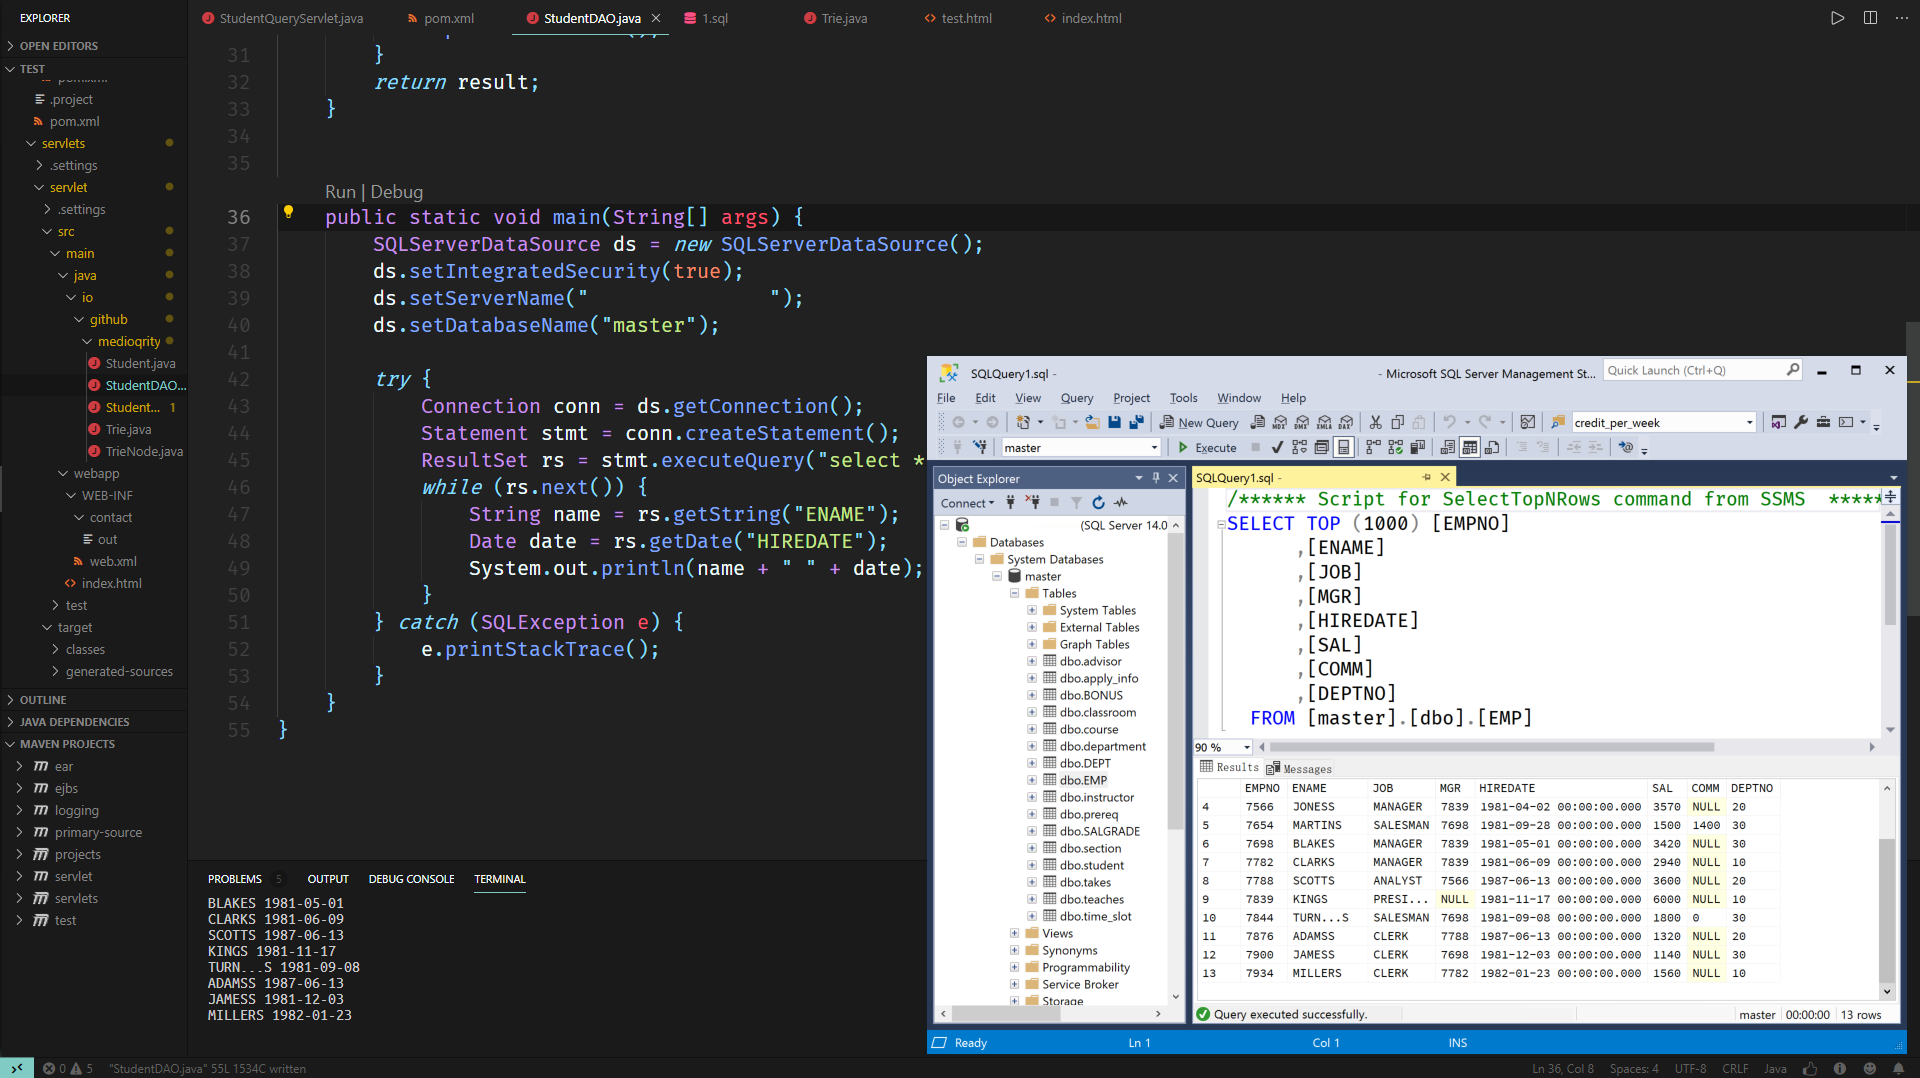 EXPLORER
OPEN EDITORS
TEST
.project
pom.xml
servlets
.settings
servlet
.settings
src
main
java
io
github
medioqrity
Student.java
StudentDAO...
Student... 1
Trie.java
TrieNode.java
webapp
WEB-INF
contact
out
web.xml
index.html
test
target
classes
generated-sources
OUTLINE
JAVA DEPENDENCIES
MAVEN PROJECTS
ear
ejbs
logging
primary-source
projects
servlet
servlets
test
StudentQueryServlet.java pom.xml StudentDAO.java 1.sql Trie.java test.html index.html
31 }
32 return result;
33 }
34
35
Run | Debug
36 public static void main(String[] args) {
37 SQLServerDataSource ds = new SQLServerDataSource();
38 ds.setIntegratedSecurity(true);
39 ds.setServerName(" ");
40 ds.setDatabaseName("master");
41
42 try {
43 Connection conn = ds.getConnection();
44 Statement stmt = conn.createStatement();
45 ResultSet rs = stmt.executeQuery("select *
46 while (rs.next()) {
47 String name = rs.getString("ENAME");
48 Date date = rs.getDate("HIREDATE");
49 System.out.println(name + " " + date);
50 }
51 } catch (SQLException e) {
52 e.printStackTrace();
53 }
54 }
55 }
PROBLEMS 5 OUTPUT DEBUG CONSOLE TERMINAL
BLAKES 1981-05-01
CLARKS 1981-06-09
SCOTTS 1987-06-13
KINGS 1981-11-17
TURN...S 1981-09-08
ADAMSS 1987-06-13
JAMESS 1981-12-03
MILLERS 1982-01-23
SQLQuery1.sql - - Microsoft SQL Server Management St... Quick Launch (Ctrl+Q)
File Edit View Query Project Tools Window Help
New Query MDX DMX XMLA DAX credit_per_week
master Execute
Object Explorer
Connect
(SQL Server 14.0
Databases
System Databases
master
Tables
System Tables
External Tables
Graph Tables
dbo.advisor
dbo.apply_info
dbo.BONUS
dbo.classroom
dbo.course
dbo.department
dbo.DEPT
dbo.EMP
dbo.instructor
dbo.prereq
dbo.SALGRADE
dbo.section
dbo.student
dbo.takes
dbo.teaches
dbo.time_slot
Views
Synonyms
Programmability
Service Broker
Storage
SQLQuery1.sql -
/****** Script for SelectTopNRows command from SSMS *****
SELECT TOP (1000) [EMPNO]
,[ENAME]
,[JOB]
,[MGR]
,[HIREDATE]
,[SAL]
,[COMM]
,[DEPTNO]
FROM [master].[dbo].[EMP]
90 %
Results Messages
EMPNO ENAME JOB MGR HIREDATE SAL COMM DEPTNO
4 7566 JONESS MANAGER 7839 1981-04-02 00:00:00.000 3570 NULL 20
5 7654 MARTINS SALESMAN 7698 1981-09-28 00:00:00.000 1500 1400 30
6 7698 BLAKES MANAGER 7839 1981-05-01 00:00:00.000 3420 NULL 30
7 7782 CLARKS MANAGER 7839 1981-06-09 00:00:00.000 2940 NULL 10
8 7788 SCOTTS ANALYST 7566 1987-06-13 00:00:00.000 3600 NULL 20
9 7839 KINGS PRESI... NULL 1981-11-17 00:00:00.000 6000 NULL 10
10 7844 TURN...S SALESMAN 7698 1981-09-08 00:00:00.000 1800 0 30
11 7876 ADAMSS CLERK 7788 1987-06-13 00:00:00.000 1320 NULL 20
12 7900 JAMESS CLERK 7698 1981-12-03 00:00:00.000 1140 NULL 30
13 7934 MILLERS CLERK 7782 1982-01-23 00:00:00.000 1560 NULL 10
Query executed successfully. master 00:00:00 13 rows
Ready Ln 1 Col 1 INS
0 5 "StudentDAO.java" 55L 1534C written Ln 36, Col 8 Spaces: 4 UTF-8 CRLF Java